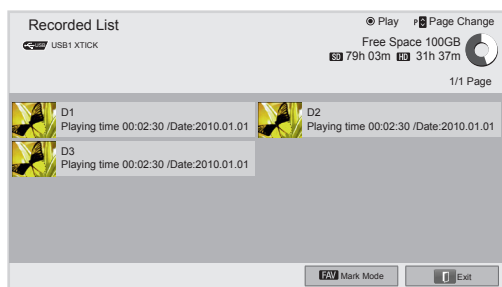 Recorded List
Play P Page Change
USB USB1 XTICK
Free Space 100GB
SD 79h 03m HD 31h 37m
1/1 Page
D1
Playing time 00:02:30 /Date:2010.01.01
D2
Playing time 00:02:30 /Date:2010.01.01
D3
Playing time 00:02:30 /Date:2010.01.01
FAV Mark Mode
Exit